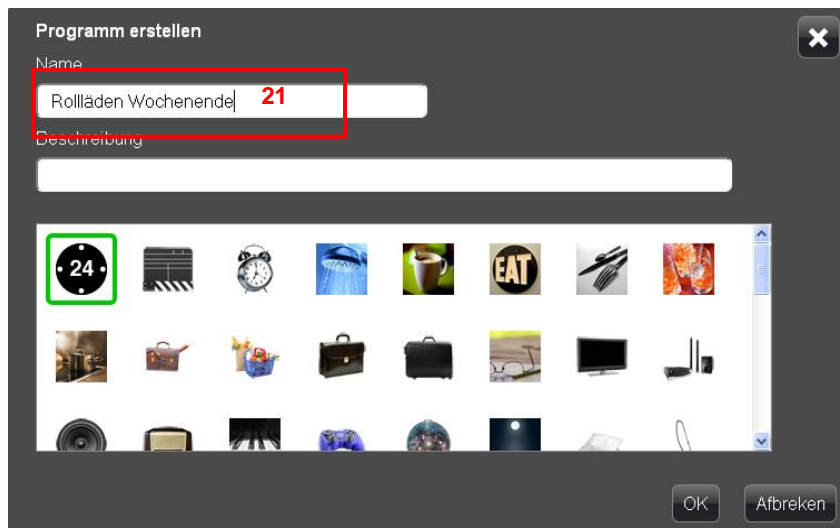 Programm erstellen
Name
Rollläden Wochenende 21
Beschreibung
24
EAT
OK Afbreken